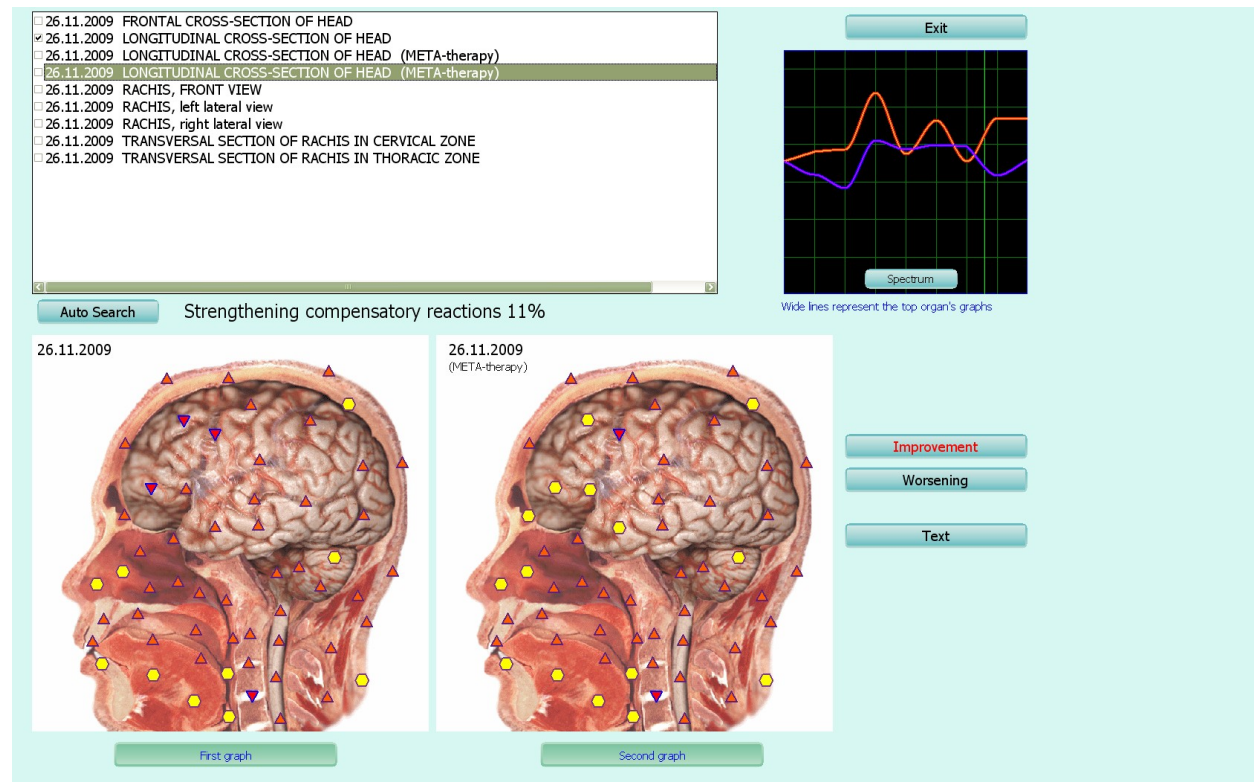 26.11.2009 FRONTAL CROSS-SECTION OF HEAD
26.11.2009 LONGITUDINAL CROSS-SECTION OF HEAD
26.11.2009 LONGITUDINAL CROSS-SECTION OF HEAD (META-therapy)
26.11.2009 LONGITUDINAL CROSS-SECTION OF HEAD (META-therapy)
26.11.2009 RACHIS, FRONT VIEW
26.11.2009 RACHIS, left lateral view
26.11.2009 RACHIS, right lateral view
26.11.2009 TRANSVERSAL SECTION OF RACHIS IN CERVICAL ZONE
26.11.2009 TRANSVERSAL SECTION OF RACHIS IN THORACIC ZONE
Exit
Spectrum
Wide lines represent the top organ's graphs
Auto Search
Strengthening compensatory reactions 11%
26.11.2009
26.11.2009
(META-therapy)
Improvement
Worsening
Text
First graph
Second graph